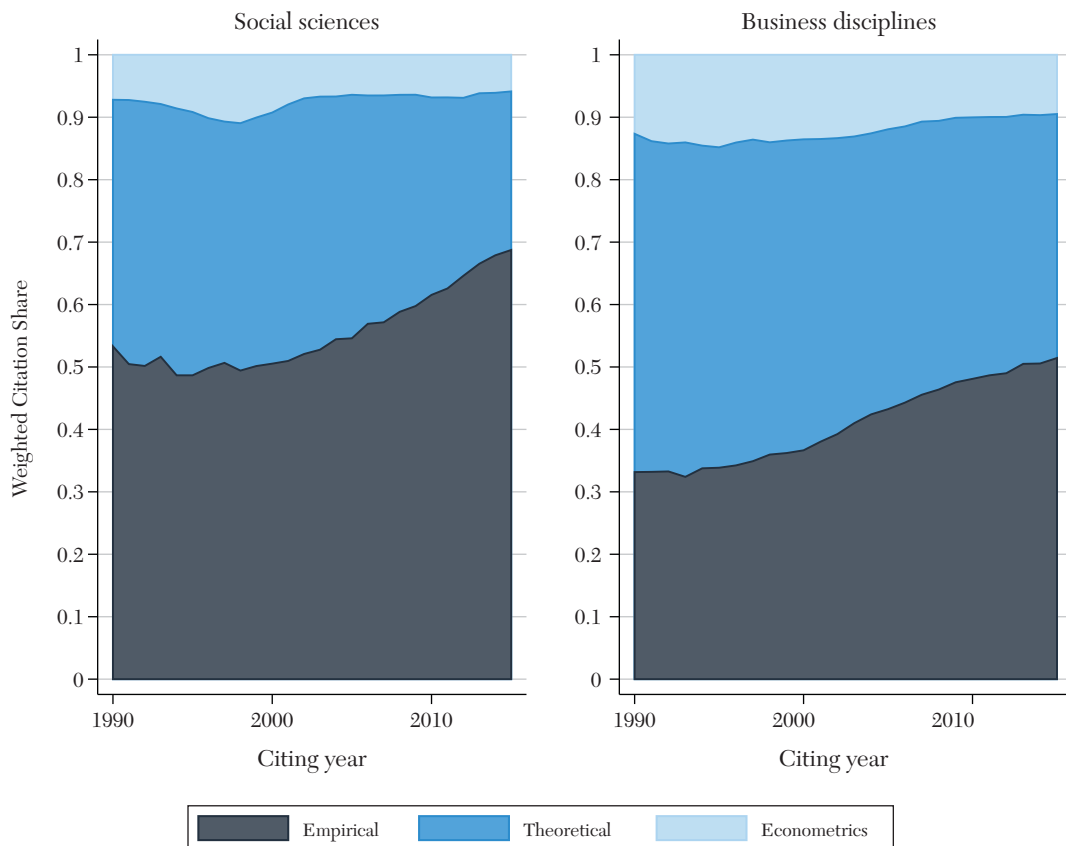 Social sciences
Business disciplines
Weighted Citation Share
1
0.9
0.8
0.7
0.6
0.5
0.4
0.3
0.2
0.1
0
1990 2000 2010
Citing year
1
0.9
0.8
0.7
0.6
0.5
0.4
0.3
0.2
0.1
0
1990 2000 2010
Citing year
Empirical Theoretical Econometrics